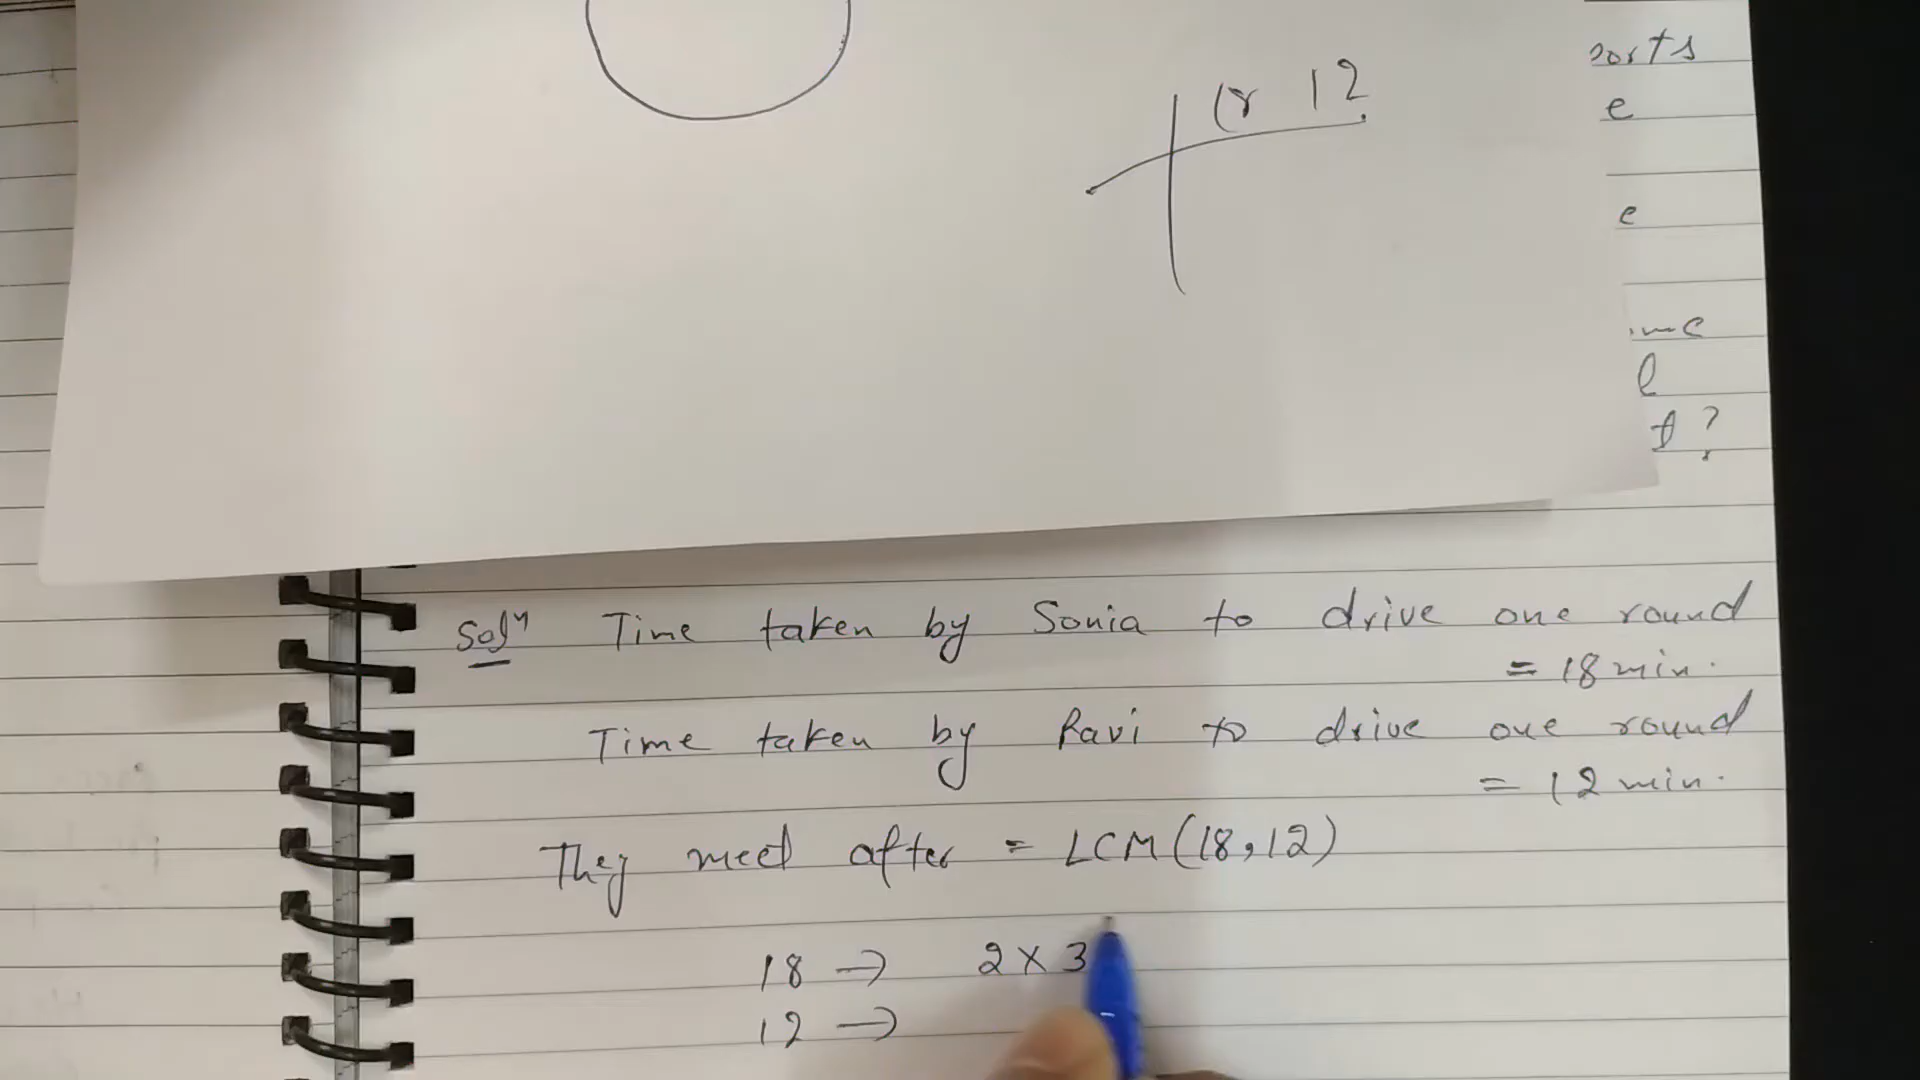 18 12
e
e
?
Solⁿ Time taken by Sonia to drive one round
= 18 min.
Time taken by Ravi to drive one round
= 12 min.
They meet after = LCM (18, 12)
18 → 2 × 3
12 →